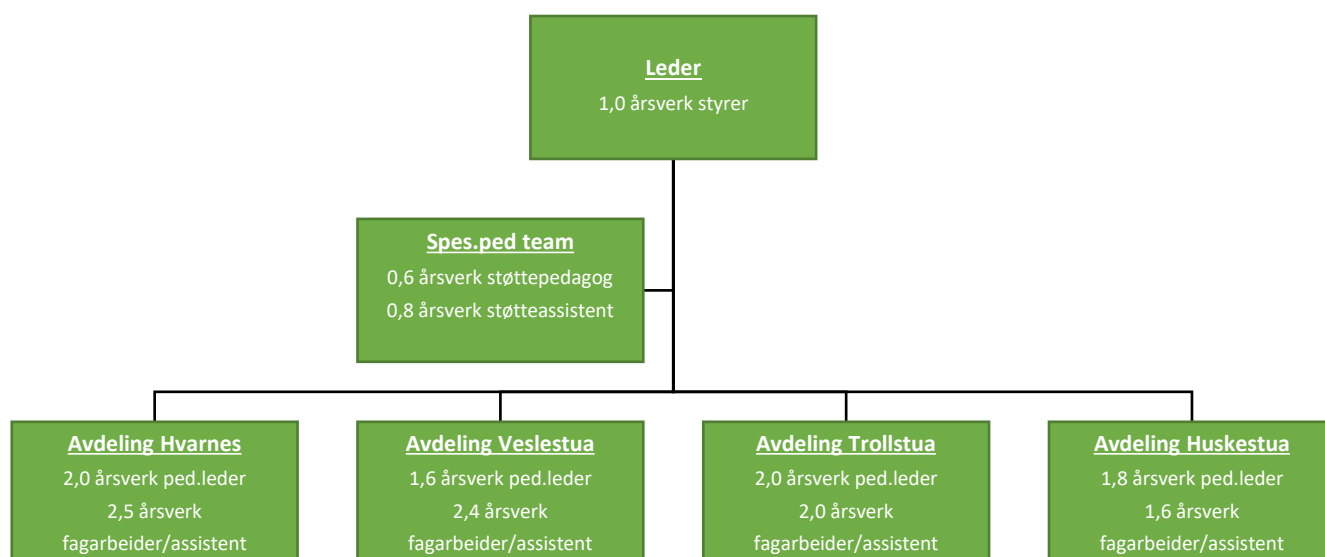 Leder
1,0 årsverk styrer
Spes.ped team
0,6 årsverk støttepedagog
0,8 årsverk støtteassistent
Avdeling Hvarnes
2,0 årsverk ped.leder
2,5 årsverk
fagarbeider/assistent
Avdeling Veslestua
1,6 årsverk ped.leder
2,4 årsverk
fagarbeider/assistent
Avdeling Trollstua
2,0 årsverk ped.leder
2,0 årsverk
fagarbeider/assistent
Avdeling Huskestua
1,8 årsverk ped.leder
1,6 årsverk
fagarbeider/assistent